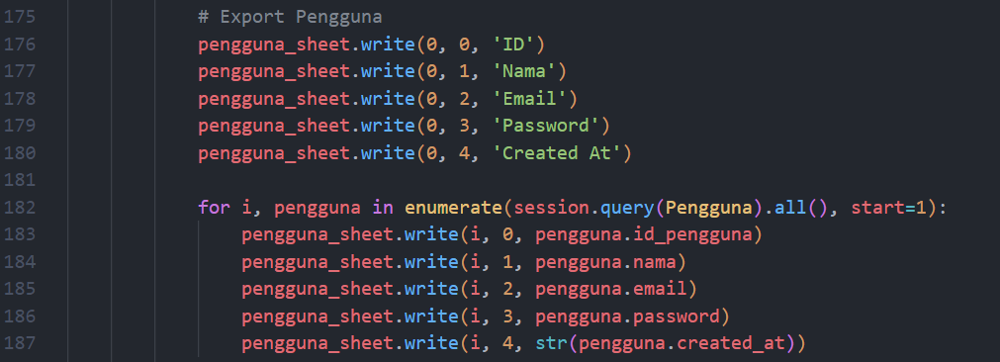 175 # Export Pengguna
176 pengguna_sheet.write(0, 0, 'ID')
177 pengguna_sheet.write(0, 1, 'Nama')
178 pengguna_sheet.write(0, 2, 'Email')
179 pengguna_sheet.write(0, 3, 'Password')
180 pengguna_sheet.write(0, 4, 'Created At')
181
182 for i, pengguna in enumerate(session.query(Pengguna).all(), start=1):
183 pengguna_sheet.write(i, 0, pengguna.id_pengguna)
184 pengguna_sheet.write(i, 1, pengguna.nama)
185 pengguna_sheet.write(i, 2, pengguna.email)
186 pengguna_sheet.write(i, 3, pengguna.password)
187 pengguna_sheet.write(i, 4, str(pengguna.created_at))